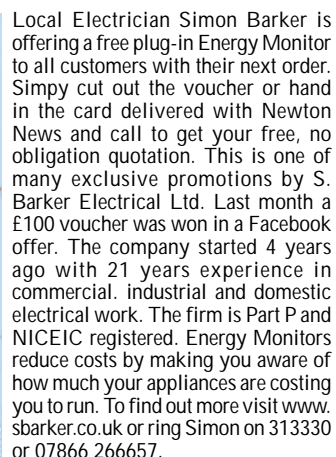 Local Electrician Simon Barker is
offering a free plug-in Energy Monitor
to all customers with their next order.
Simpy cut out the voucher or hand
in the card delivered with Newton
News and call to get your free, no
obligation quotation. This is one of
many exclusive promotions by S.
Barker Electrical Ltd. Last month a
£100 voucher was won in a Facebook
offer. The company started 4 years
ago with 21 years experience in
commercial. industrial and domestic
electrical work. The firm is Part P and
NICEIC registered. Energy Monitors
reduce costs by making you aware of
how much your appliances are costing
you to run. To find out more visit www.
sbarker.co.uk or ring Simon on 313330
or 07866 266657.